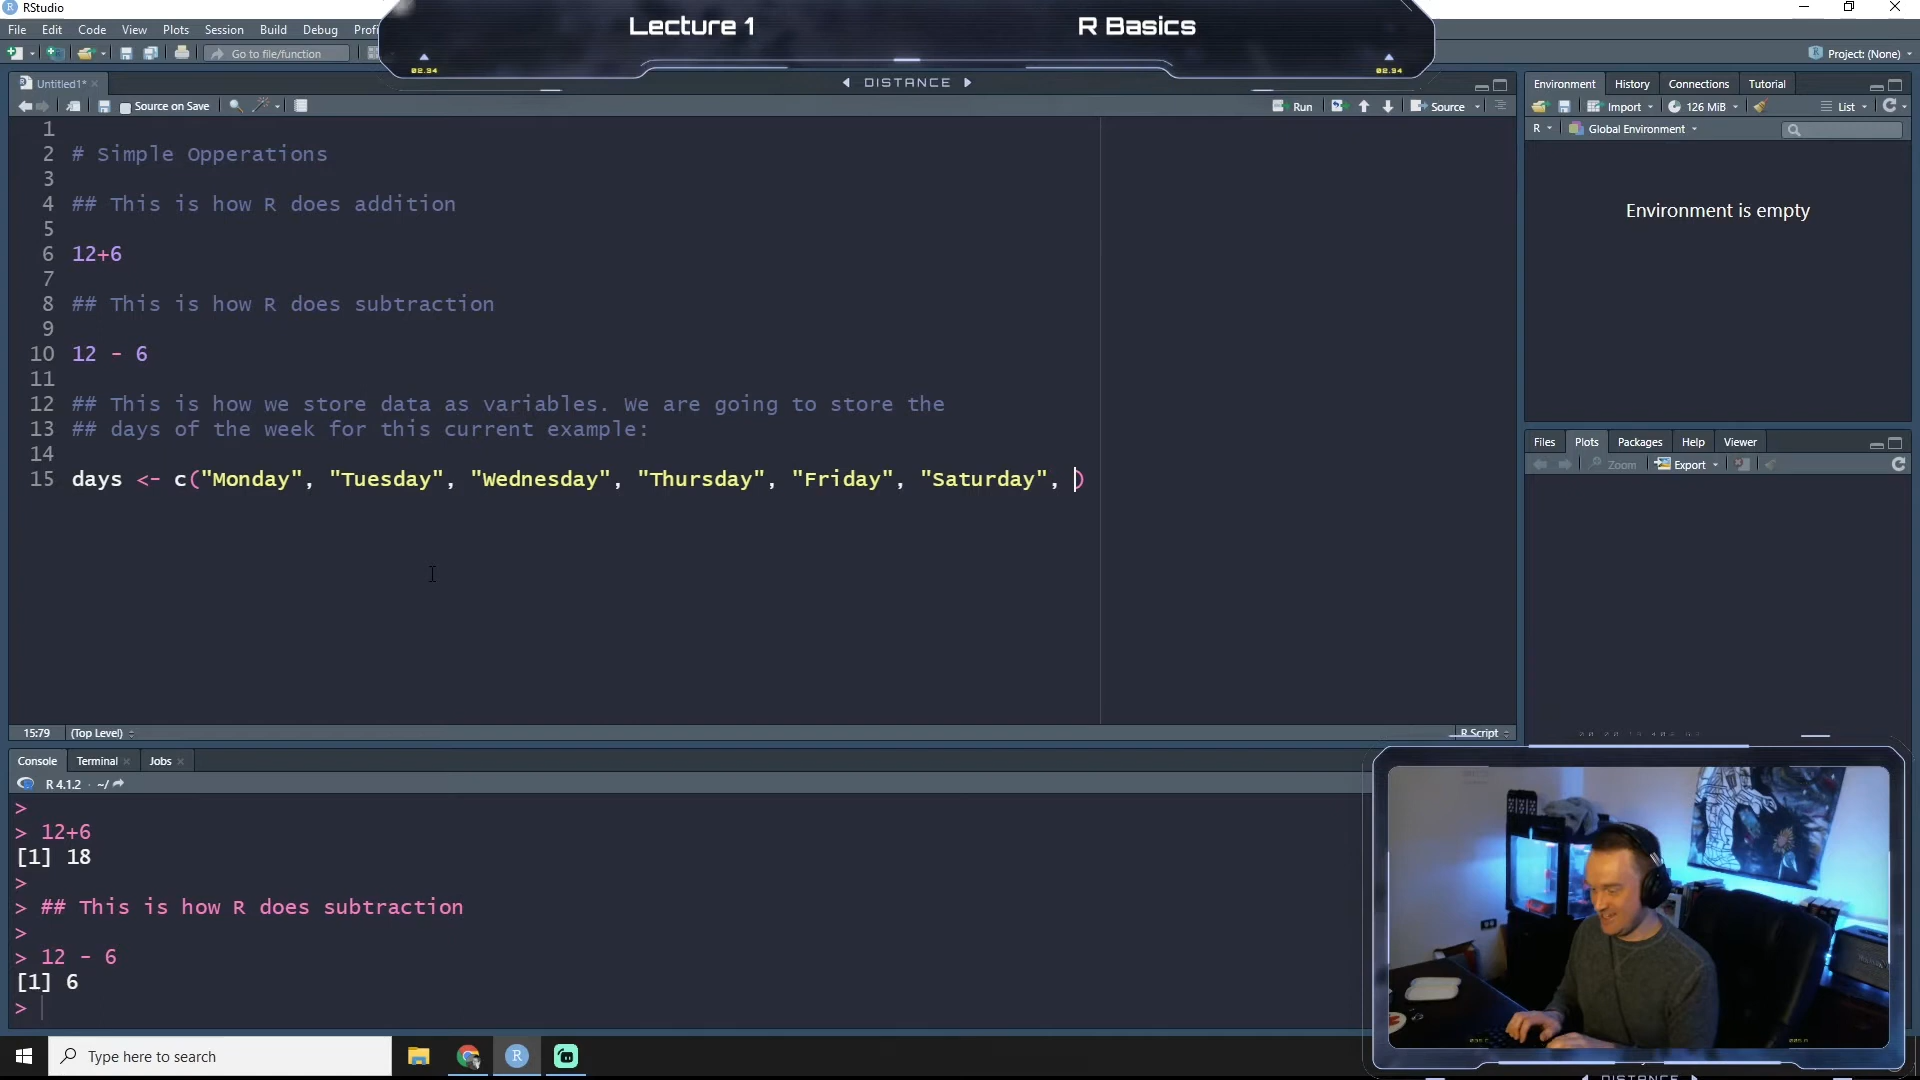 RStudio
Lecture 1
R Basics
File Edit Code View Plots Session Build Debug
Go to file/function
02.34
02.34
Project: (None)
DISTANCE
Untitled1*
Source on Save
Run
Source
1
2 # Simple Opperations
3
4 ## This is how R does addition
5
6 12+6
7
8 ## This is how R does subtraction
9
10 12 - 6
11
12 ## This is how we store data as variables. We are going to store the
13 ## days of the week for this current example:
14
15 days <- c("Monday", "Tuesday", "Wednesday", "Thursday", "Friday", "Saturday", )
15:79 (Top Level)
R Script
Environment History Connections Tutorial
Import 126 MiB List
R Global Environment
Environment is empty
Files Plots Packages Help Viewer
Zoom Export
Console Terminal Jobs
R 4.1.2 · ~/
>
> 12+6
[1] 18
>
> ## This is how R does subtraction
>
> 12 - 6
[1] 6
>
Type here to search
R
DISTANCE